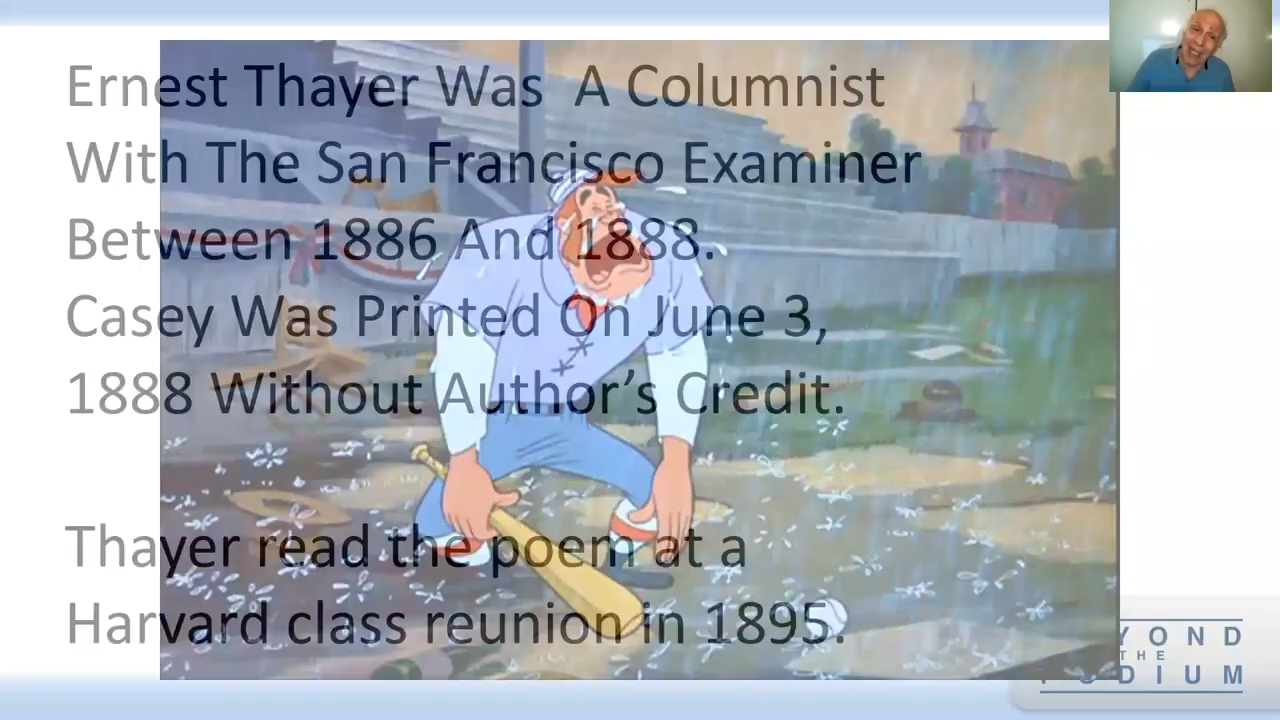 Ernest Thayer Was A Columnist
With The San Francisco Examiner
Between 1886 And 1888.
Casey Was Printed On June 3,
1888 Without Author’s Credit.
Thayer read the poem at a
Harvard class reunion in 1895.
YOND
THE
PODIUM